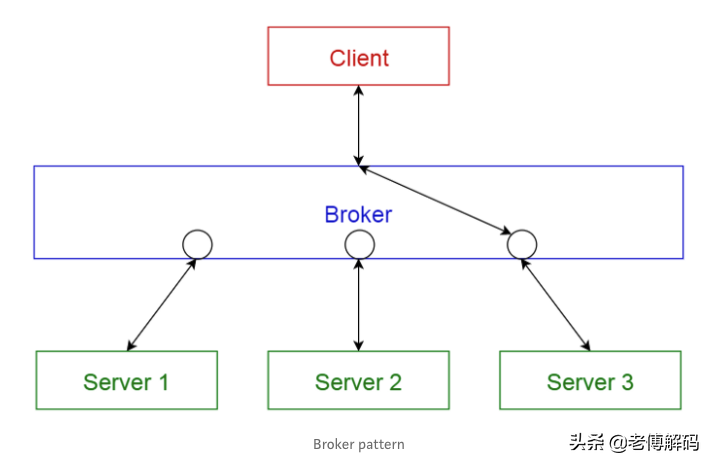 Client
Broker
Server 1
Server 2
Server 3
Broker pattern
头条 @老傅解码